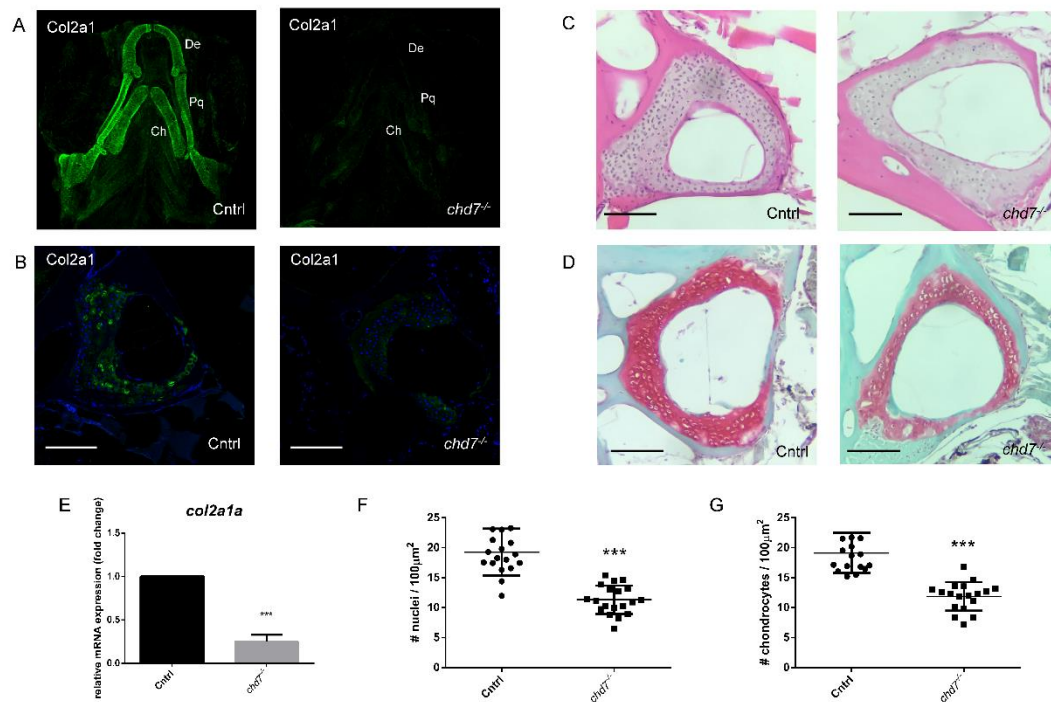 A
Col2a1
De
Pq
Ch
Cntrl
Col2a1
De
Pq
Ch
chd7-/-
B
Col2a1
Cntrl
Col2a1
chd7-/-
C
Cntrl
chd7-/-
D
Cntrl
chd7-/-
E
col2a1a
relative mRNA expression (fold change)
1.5
1.0
0.5
0.0
***
Cntrl
chd7-/-
F
# nuclei / 100µm2
25
20
15
10
5
0
***
Cntrl
chd7-/-
G
# chondrocytes / 100µm2
25
20
15
10
5
0
***
Cntrl
chd7-/-